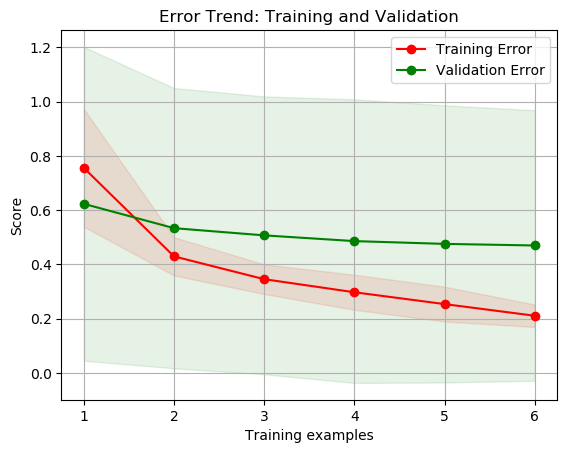 Error Trend: Training and Validation
Training Error
Validation Error
Score
1.2
1.0
0.8
0.6
0.4
0.2
0.0
1 2 3 4 5 6
Training examples